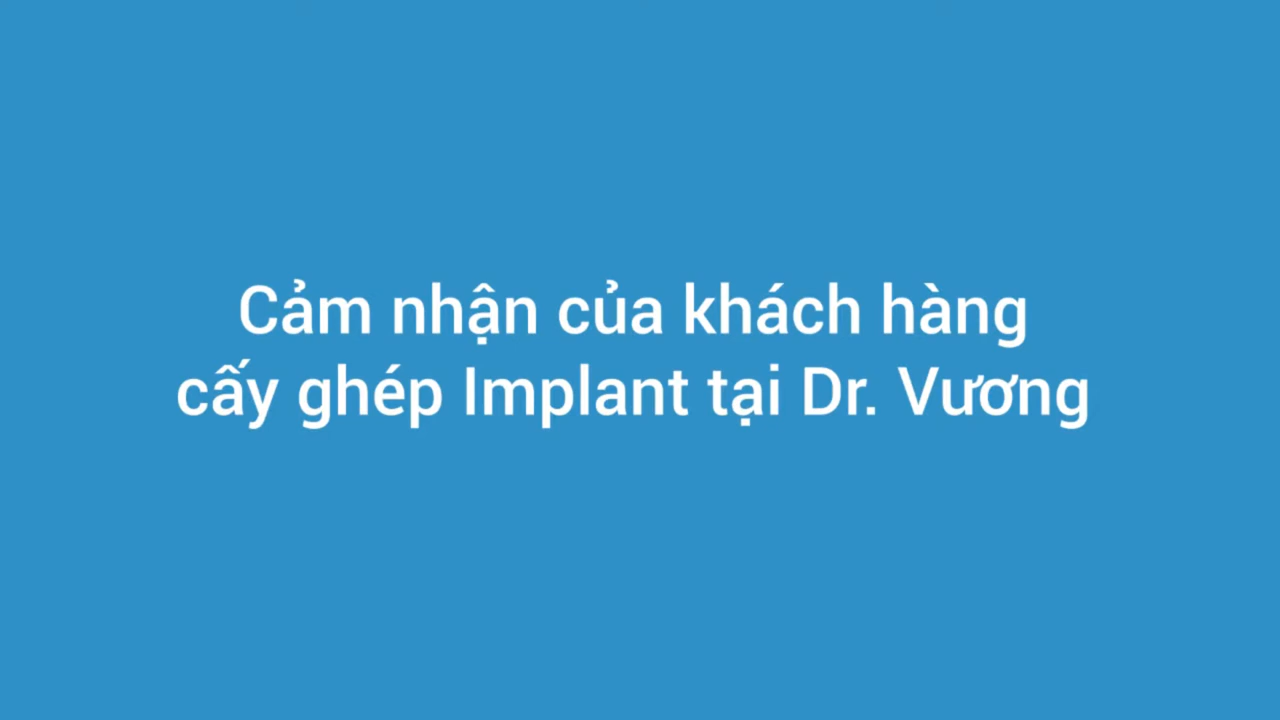 Cảm nhận của khách hàng
cấy ghép Implant tại Dr. Vương